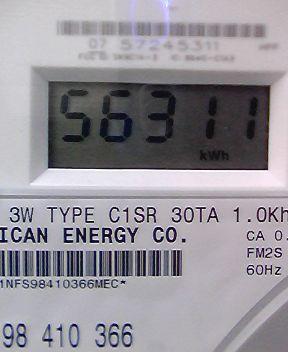 07 57245311
56311
kWh
3W TYPE C1SR 30TA 1.0Kh
ICAN ENERGY CO.
CA 0.
FM2S
60Hz
1NFS98410366MEC*
98 410 366